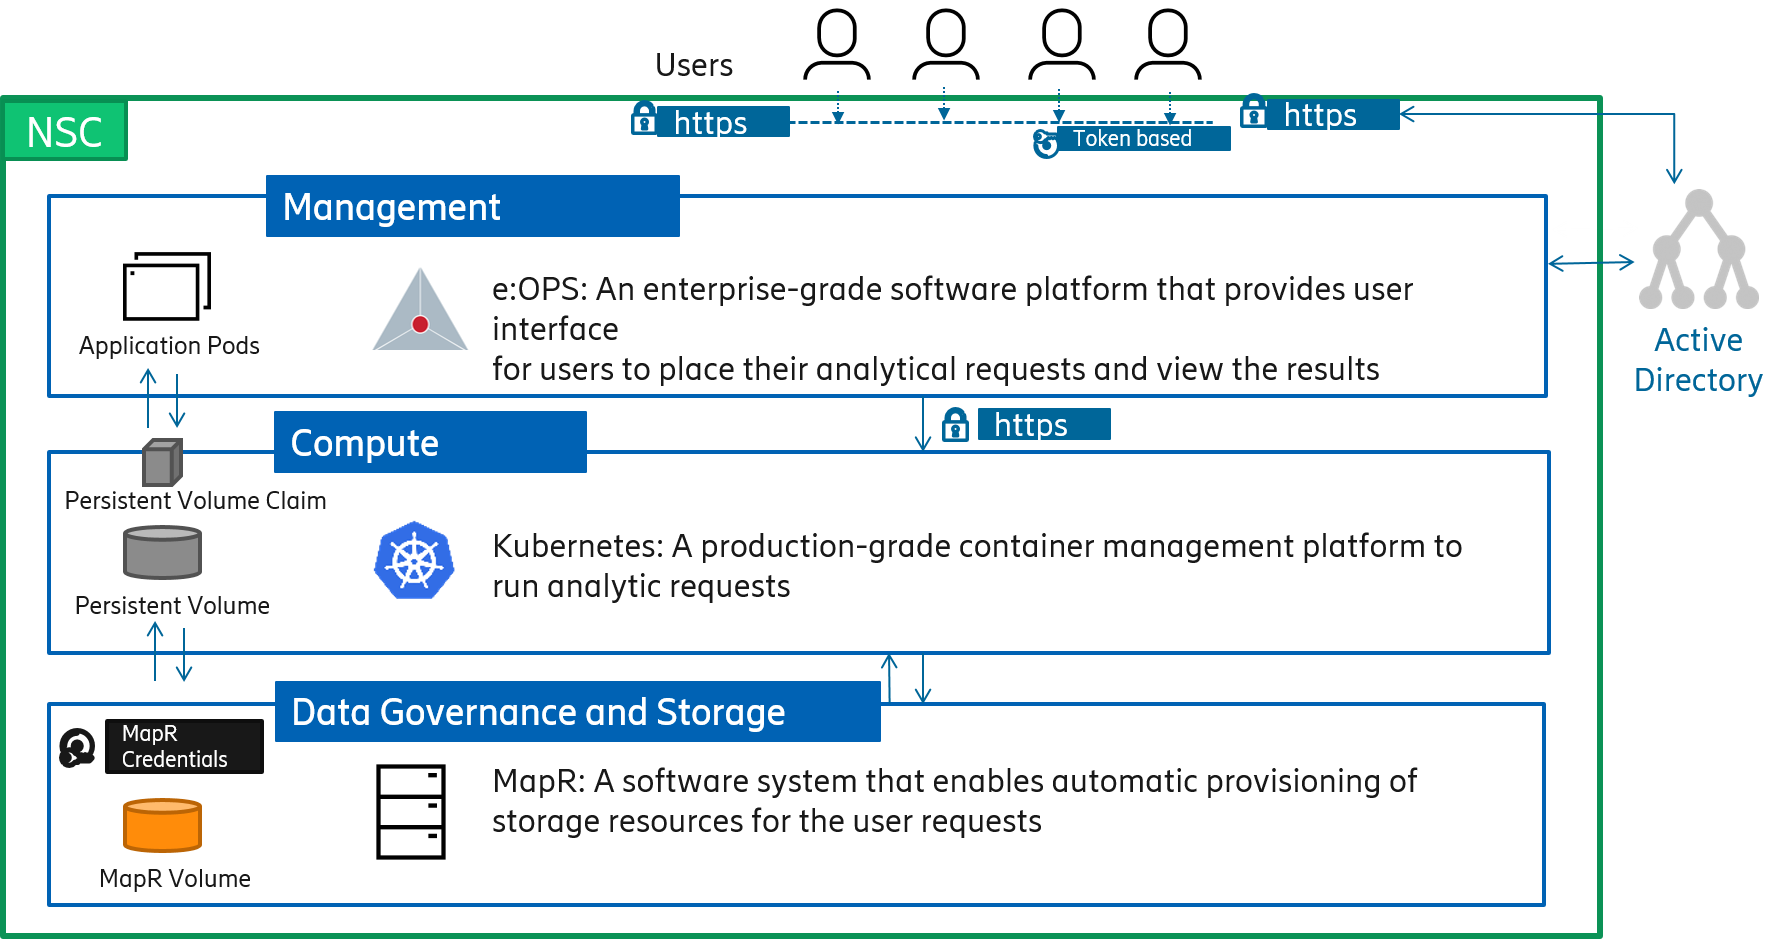 Users
https
https
NSC
Token based
Management
e:OPS: An enterprise-grade software platform that provides user
interface
for users to place their analytical requests and view the results
Application Pods
Active
Directory
https
Compute
Persistent Volume Claim
Kubernetes: A production-grade container management platform to
run analytic requests
Persistent Volume
Data Governance and Storage
MapR
Credentials
MapR: A software system that enables automatic provisioning of
storage resources for the user requests
MapR Volume